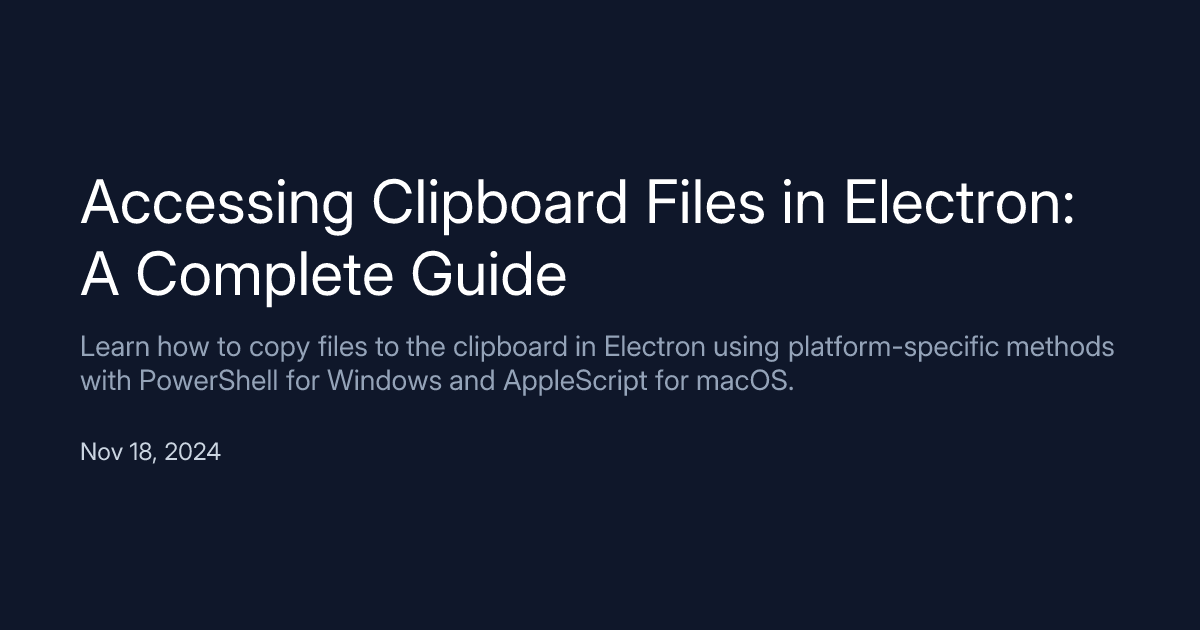 Accessing Clipboard Files in Electron:
A Complete Guide
Learn how to copy files to the clipboard in Electron using platform-specific methods
with PowerShell for Windows and AppleScript for macOS.
Nov 18, 2024